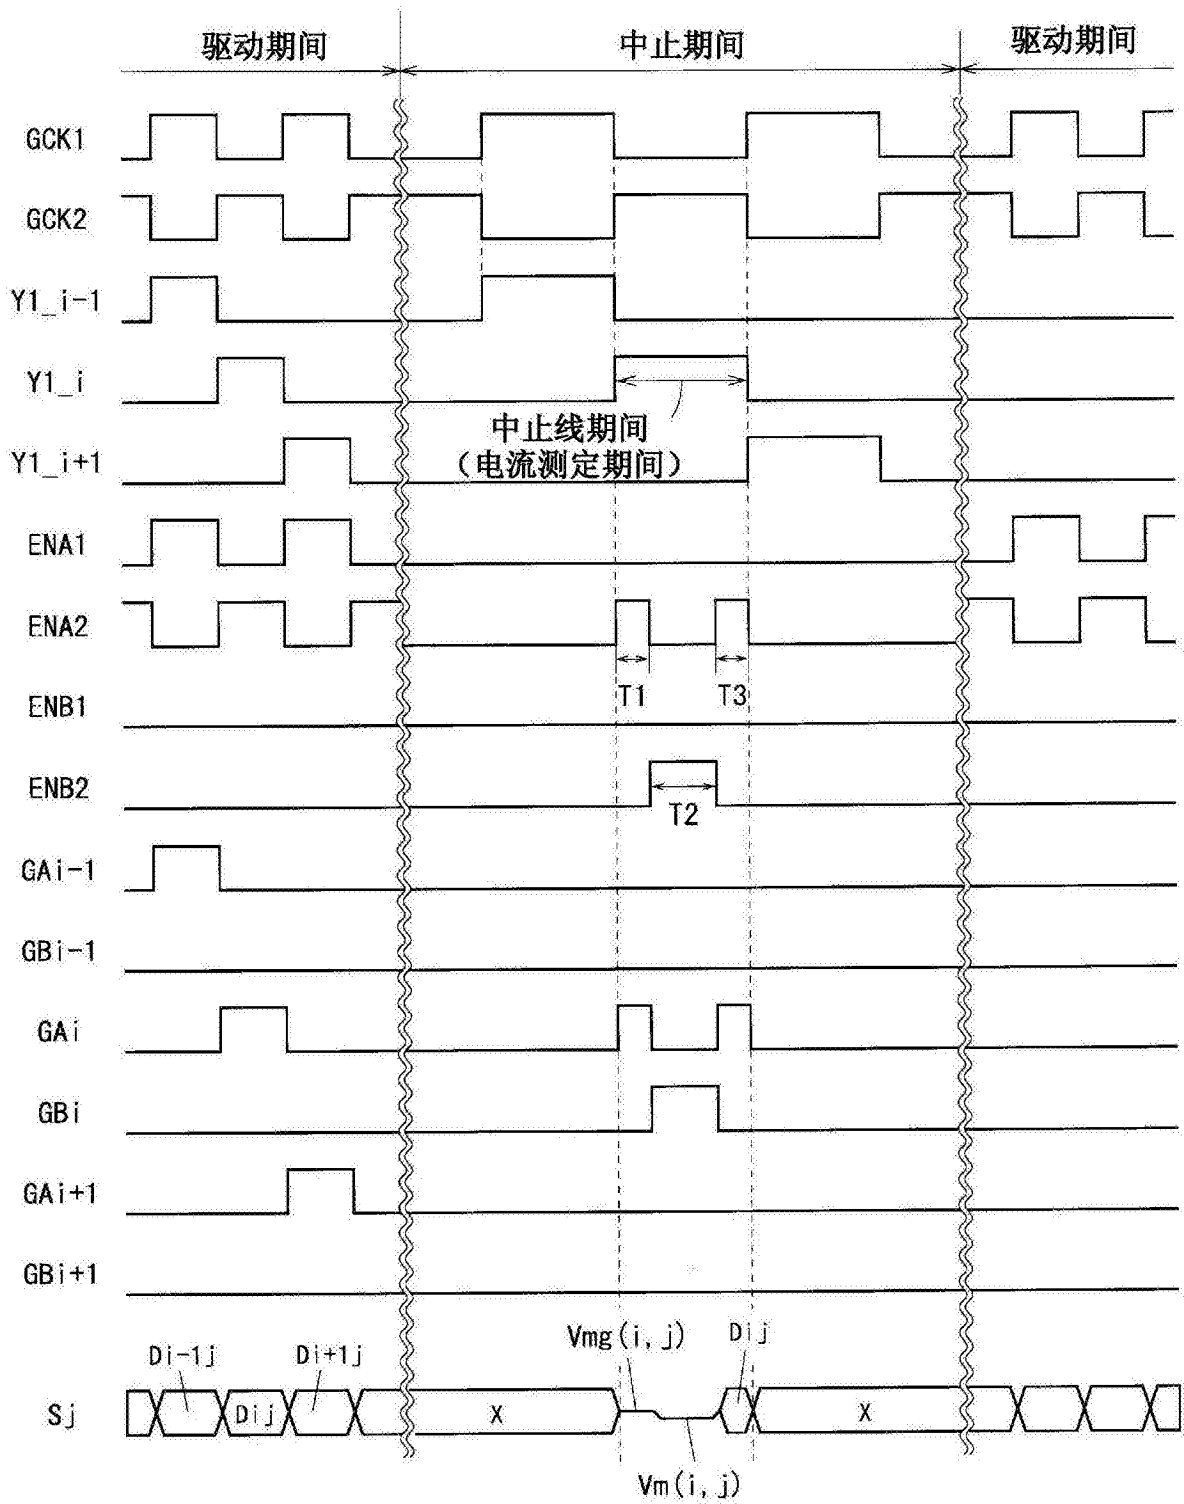 驱动期间 中止期间 驱动期间
GCK1
GCK2
Y1_i-1
Y1_i
中止线期间
（电流测定期间）
Y1_i+1
ENA1
ENA2
T1 T3
ENB1
ENB2
T2
GAi-1
GBi-1
GAi
GBi
GAi+1
GBi+1
Vmg(i,j) Dij
Di-1j Di+1j
Sj Dij X X
Vm(i,j)